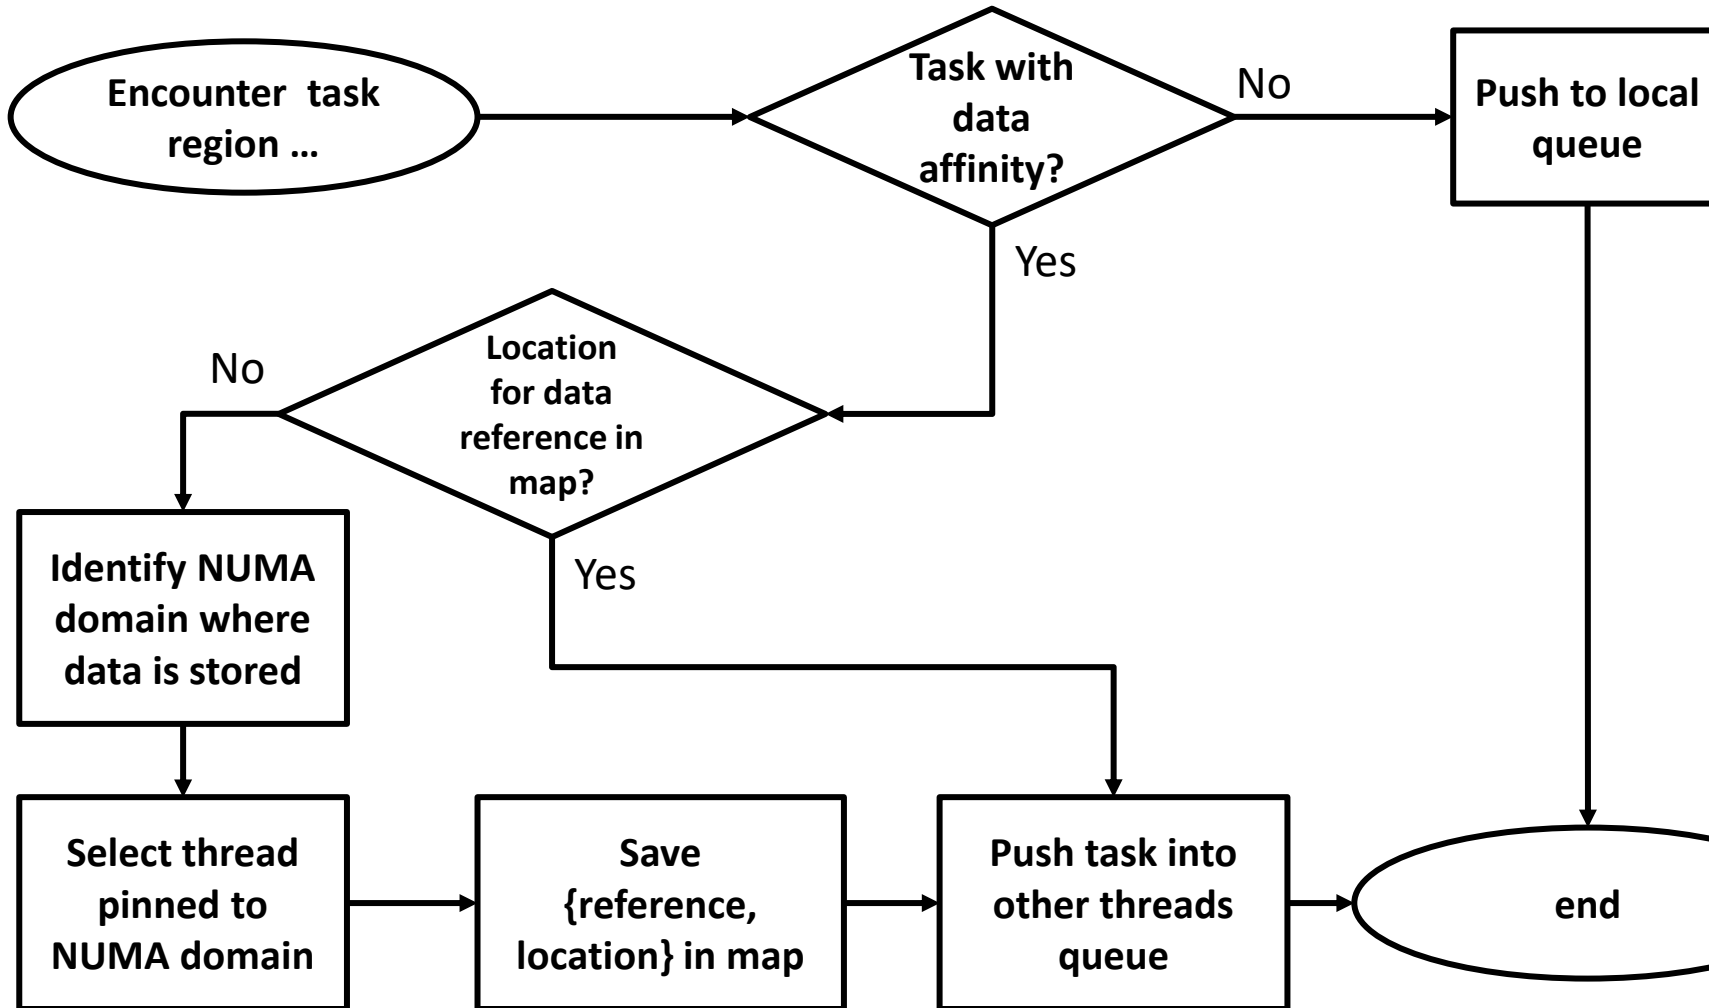 Encounter task
region ...
Task with
data
affinity?
No
Push to local
queue
Yes
Location
for data
reference in
map?
No
Yes
Identify NUMA
domain where
data is stored
Select thread
pinned to
NUMA domain
Save
{reference,
location} in map
Push task into
other threads
queue
end